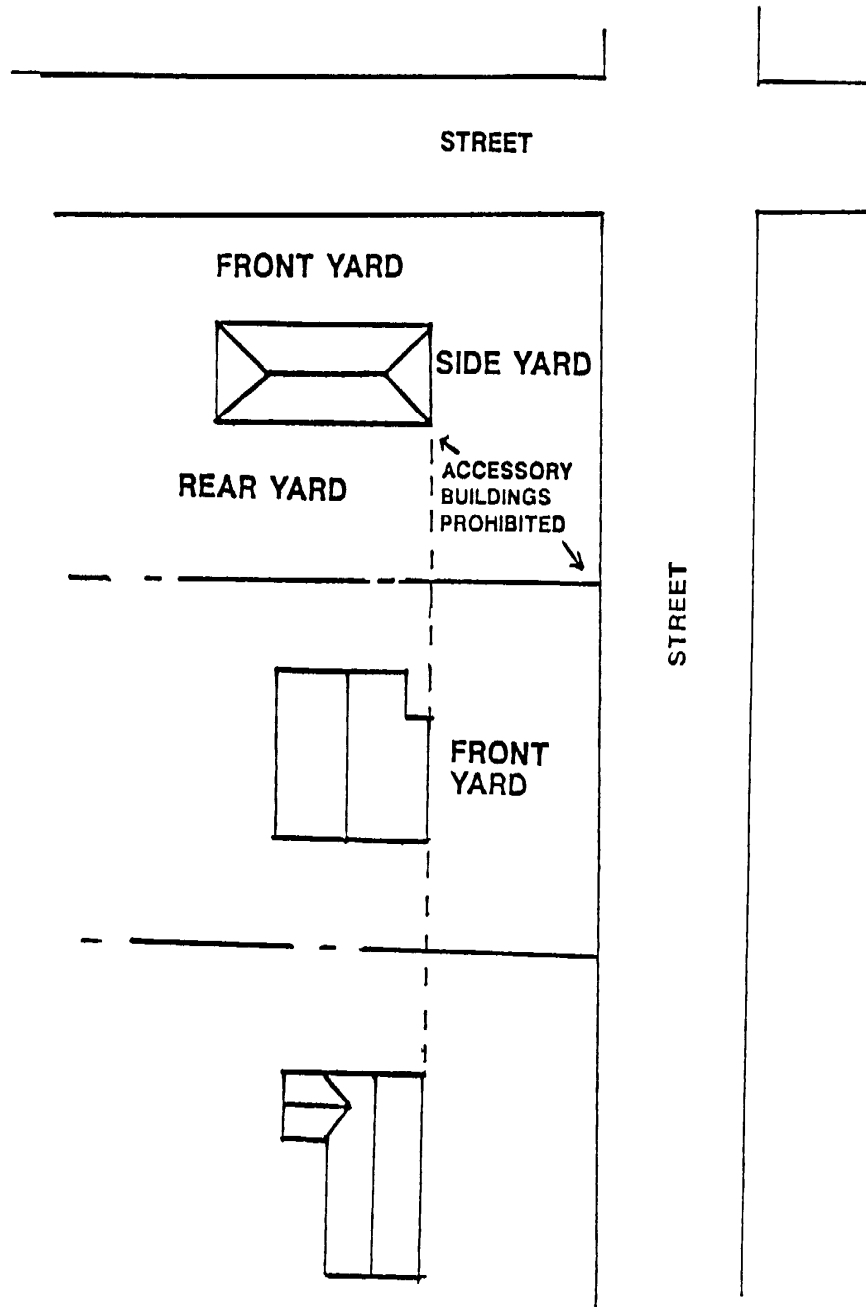 STREET
FRONT YARD
SIDE YARD
REAR YARD
ACCESSORY
BUILDINGS
PROHIBITED
STREET
FRONT
YARD